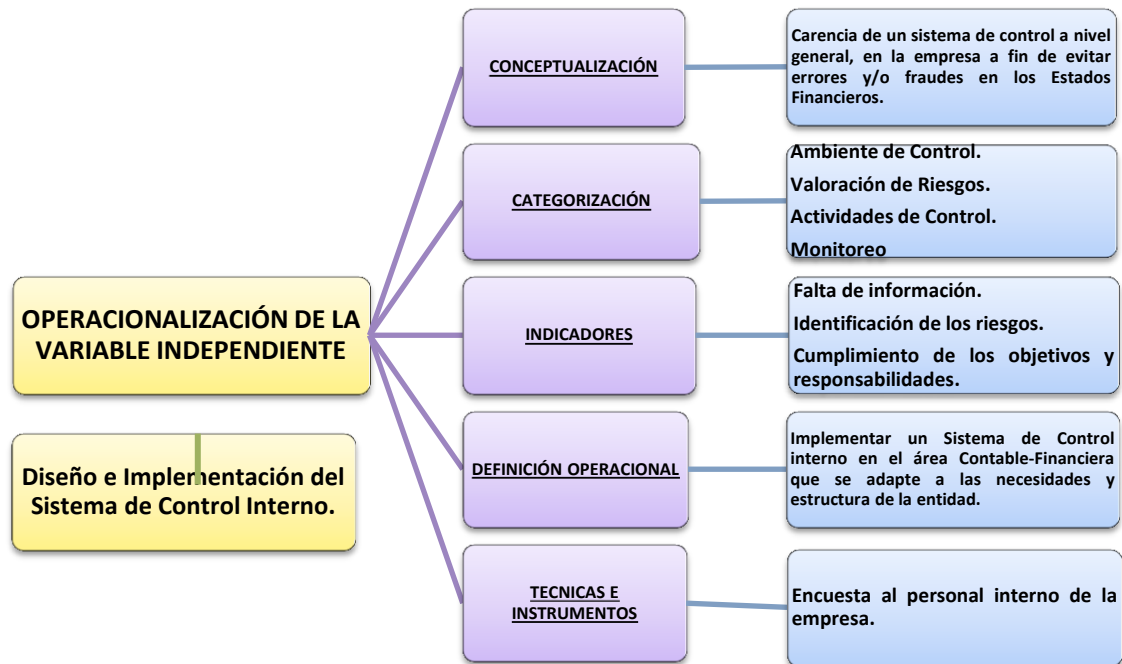 OPERACIONALIZACIÓN DE LA
VARIABLE INDEPENDIENTE
Diseño e Implementación del
Sistema de Control Interno.
CONCEPTUALIZACIÓN
Carencia de un sistema de control a nivel
general, en la empresa a fin de evitar
errores y/o fraudes en los Estados
Financieros.
CATEGORIZACIÓN
Ambiente de Control.
Valoración de Riesgos.
Actividades de Control.
Monitoreo
INDICADORES
Falta de información.
Identificación de los riesgos.
Cumplimiento de los objetivos y
responsabilidades.
DEFINICIÓN OPERACIONAL
Implementar un Sistema de Control
interno en el área Contable-Financiera
que se adapte a las necesidades y
estructura de la entidad.
TECNICAS E
INSTRUMENTOS
Encuesta al personal interno de la
empresa.